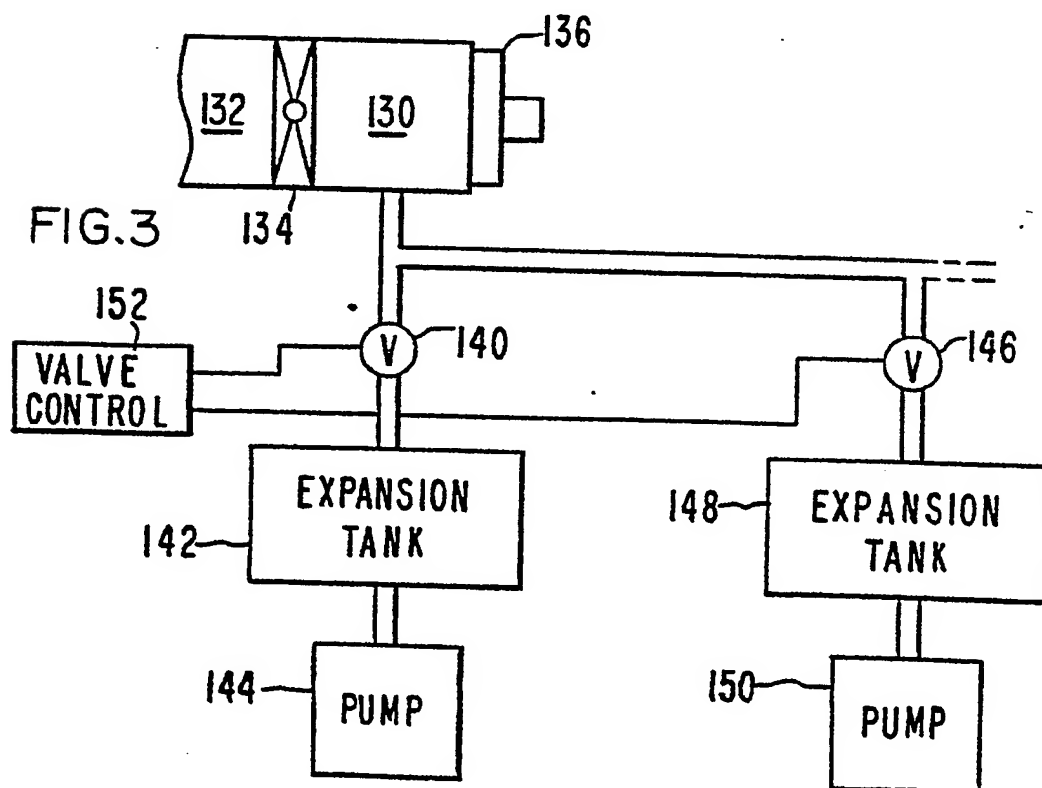 136
132
130
FIG.3
134
152
VALVE
CONTROL
V
140
V
146
EXPANSION
TANK
142
148
EXPANSION
TANK
144
PUMP
150
PUMP